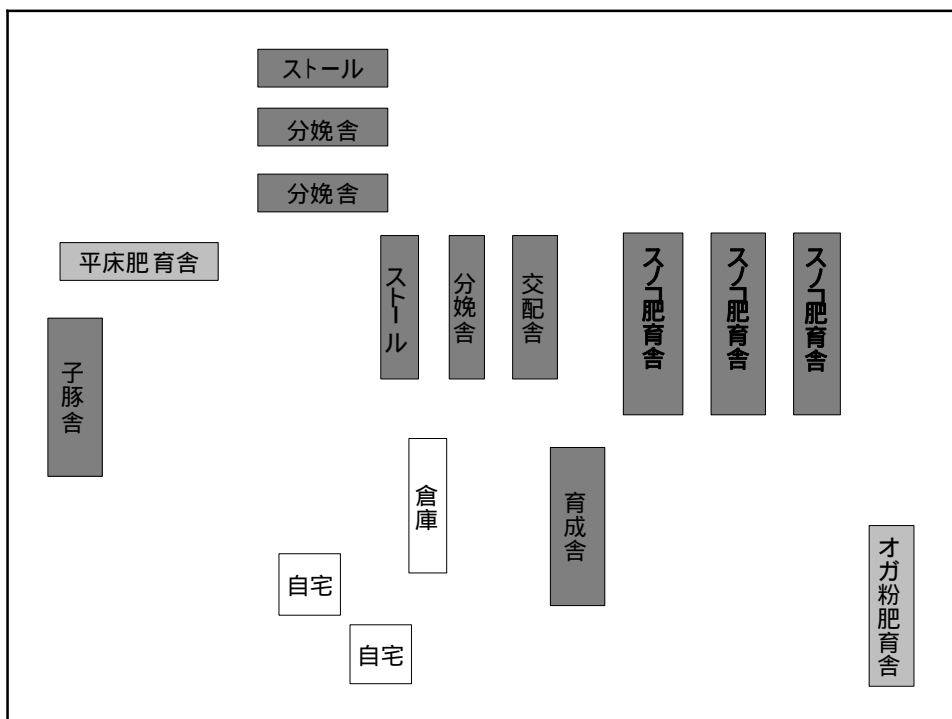 ストール
分娩舎
分娩舎
平床肥育舎
ストール
分娩舎
交配舎
スノコ肥育舎
スノコ肥育舎
スノコ肥育舎
子豚舎
倉庫
育成舎
オガ粉肥育舎
自宅
自宅